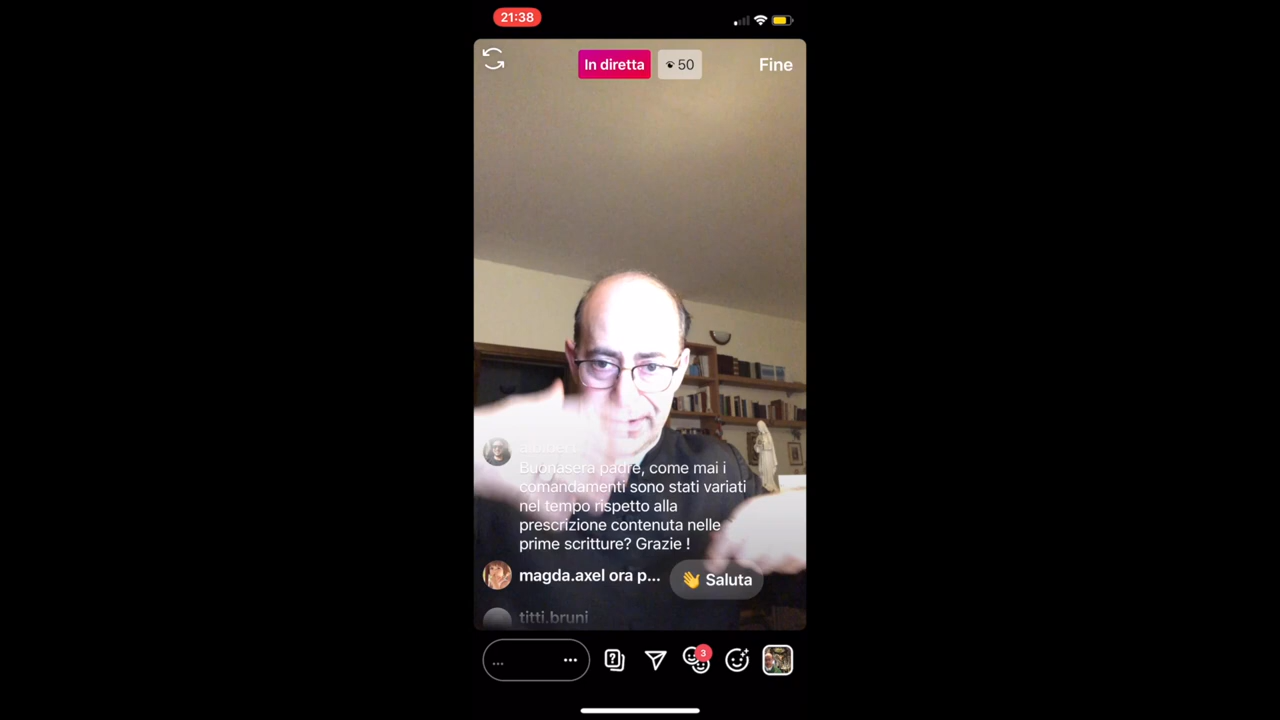 21:38
In diretta
50
Fine
Buonasera padre, come mai i
comandamenti sono stati variati
nel tempo rispetto alla
prescrizione contenuta nelle
prime scritture? Grazie !
magda.axel ora p...
👋 Saluta
titti.bruni
...
3